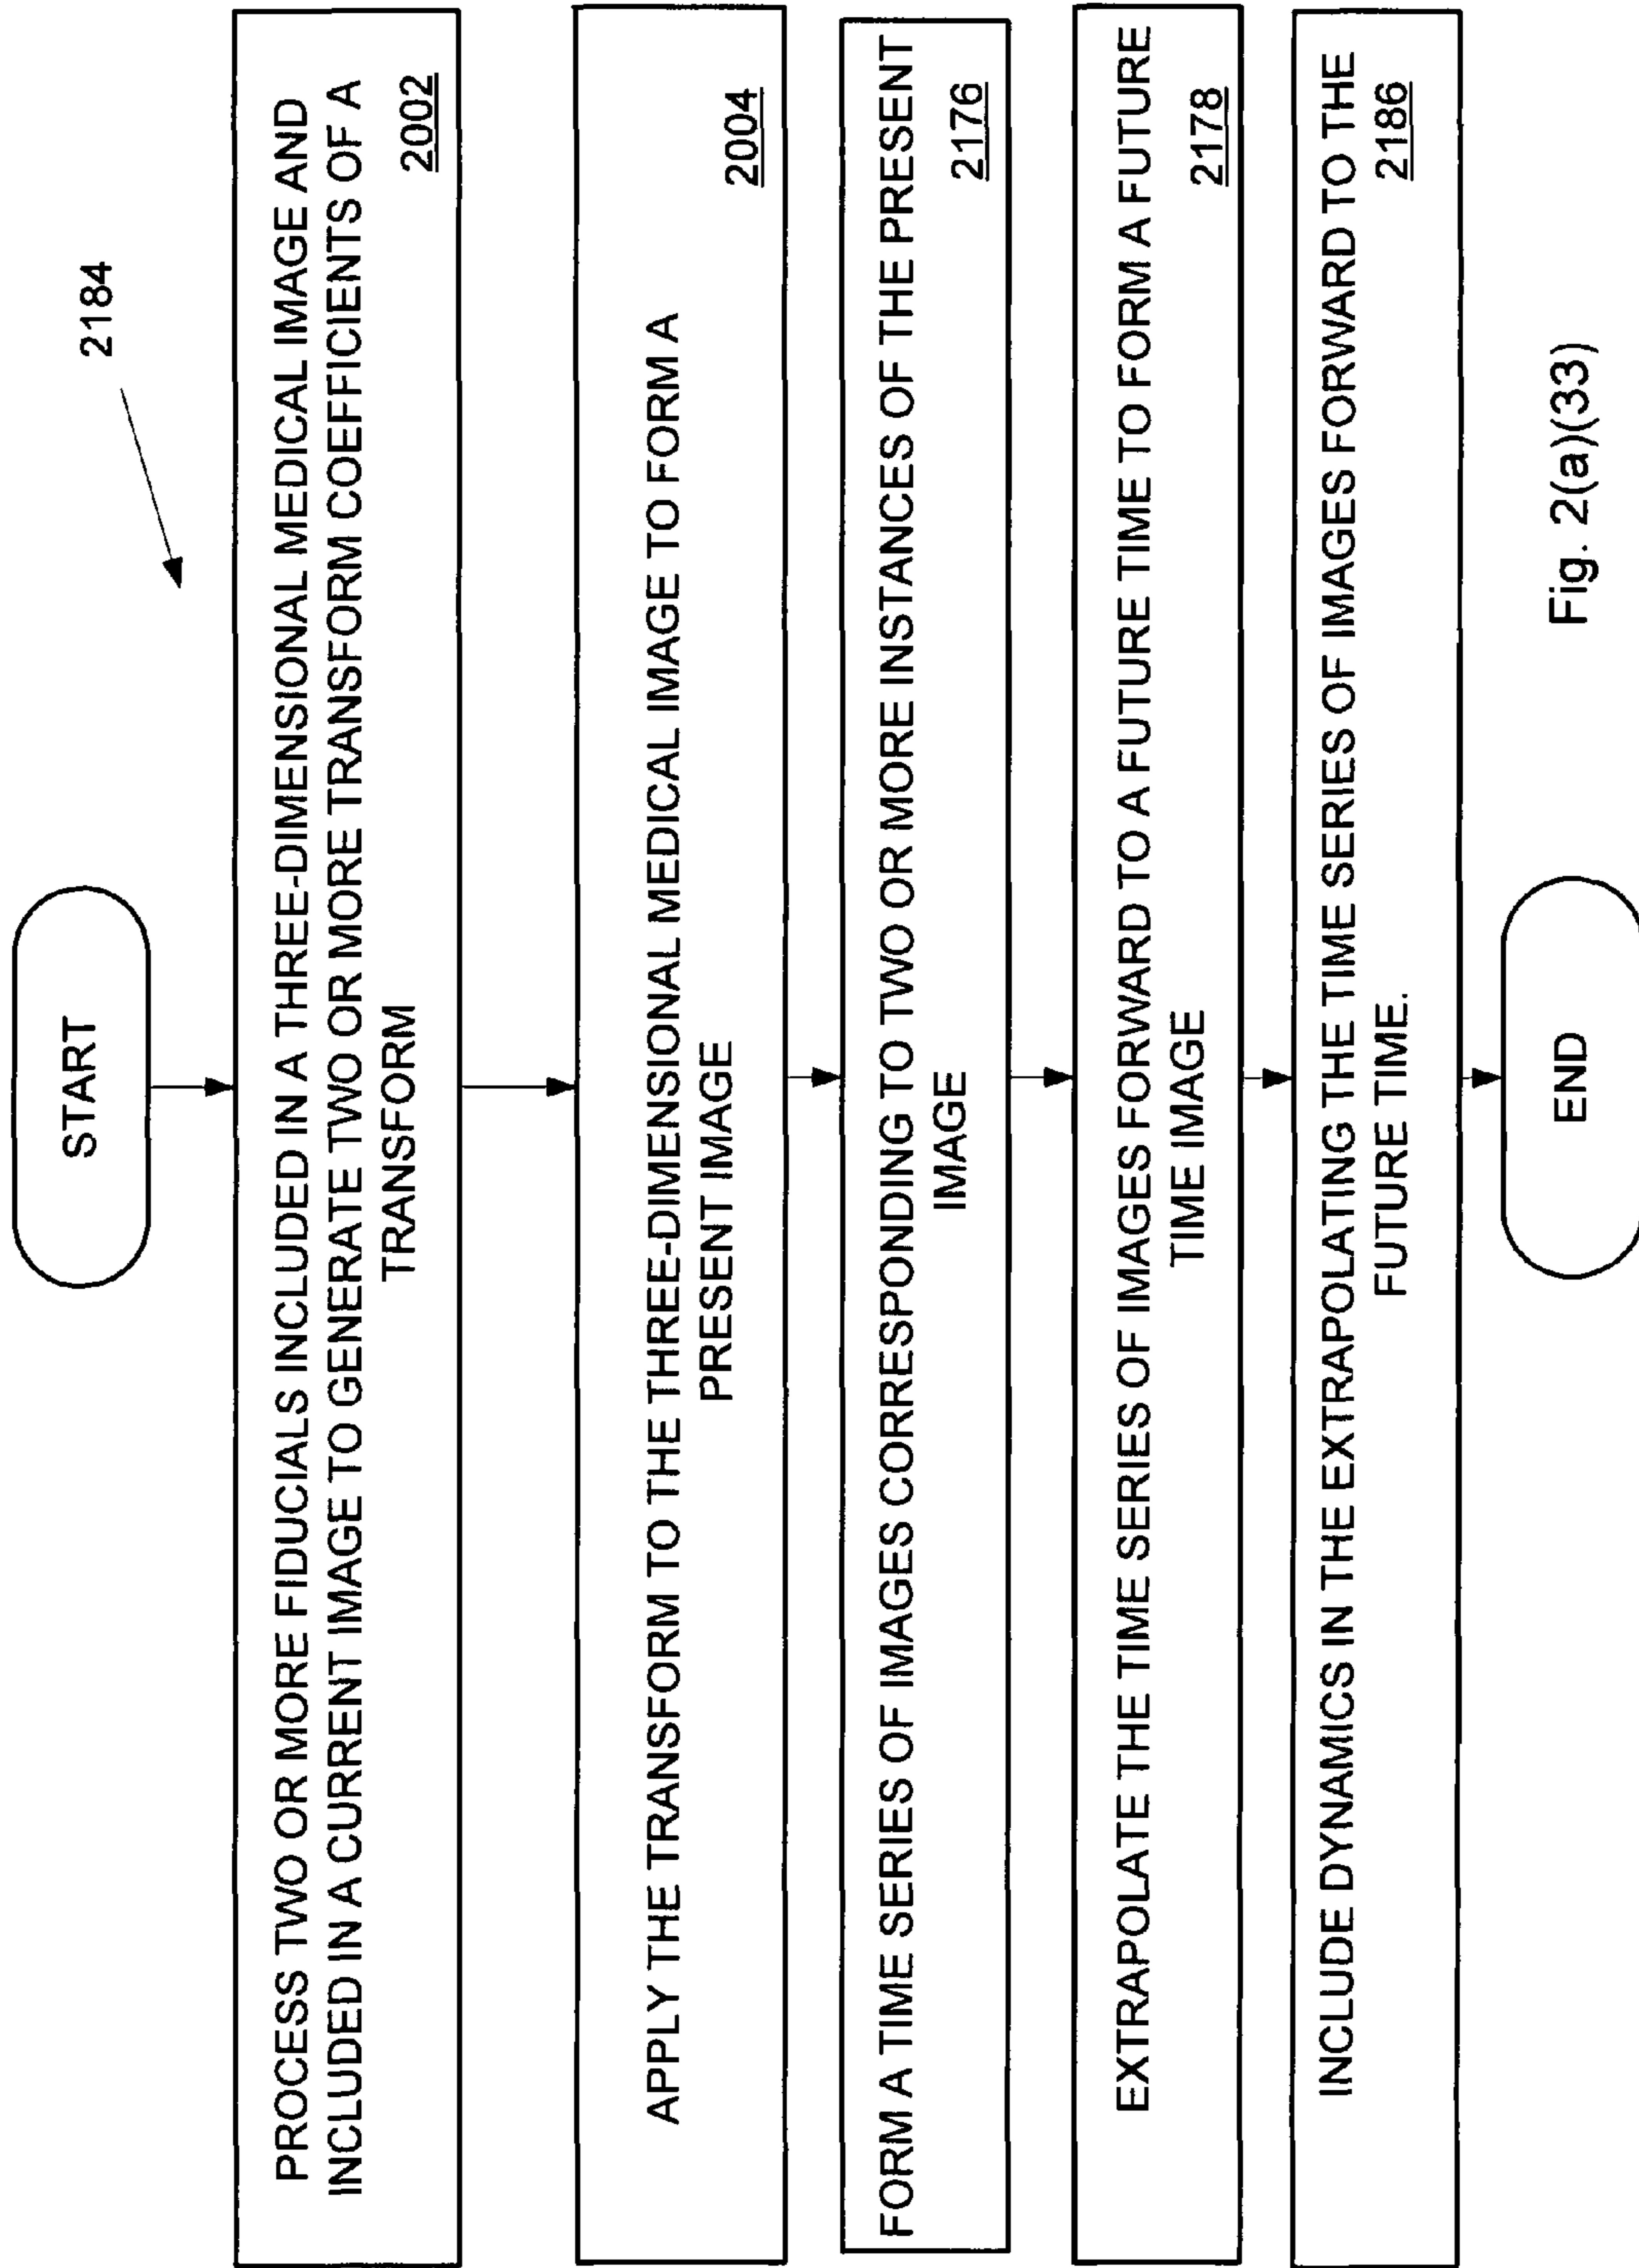 2184
START
PROCESS TWO OR MORE FIDUCIALS INCLUDED IN A THREE-DIMENSIONAL MEDICAL IMAGE AND
INCLUDED IN A CURRENT IMAGE TO GENERATE TWO OR MORE TRANSFORM COEFFICIENTS OF A
TRANSFORM
2002
APPLY THE TRANSFORM TO THE THREE-DIMENSIONAL MEDICAL IMAGE TO FORM A
PRESENT IMAGE
2004
FORM A TIME SERIES OF IMAGES CORRESPONDING TO TWO OR MORE INSTANCES OF THE PRESENT
IMAGE
2176
EXTRAPOLATE THE TIME SERIES OF IMAGES FORWARD TO A FUTURE TIME TO FORM A FUTURE
TIME IMAGE
2178
INCLUDE DYNAMICS IN THE EXTRAPOLATING THE TIME SERIES OF IMAGES FORWARD TO THE
FUTURE TIME.
2186
END
Fig. 2(a)(33)